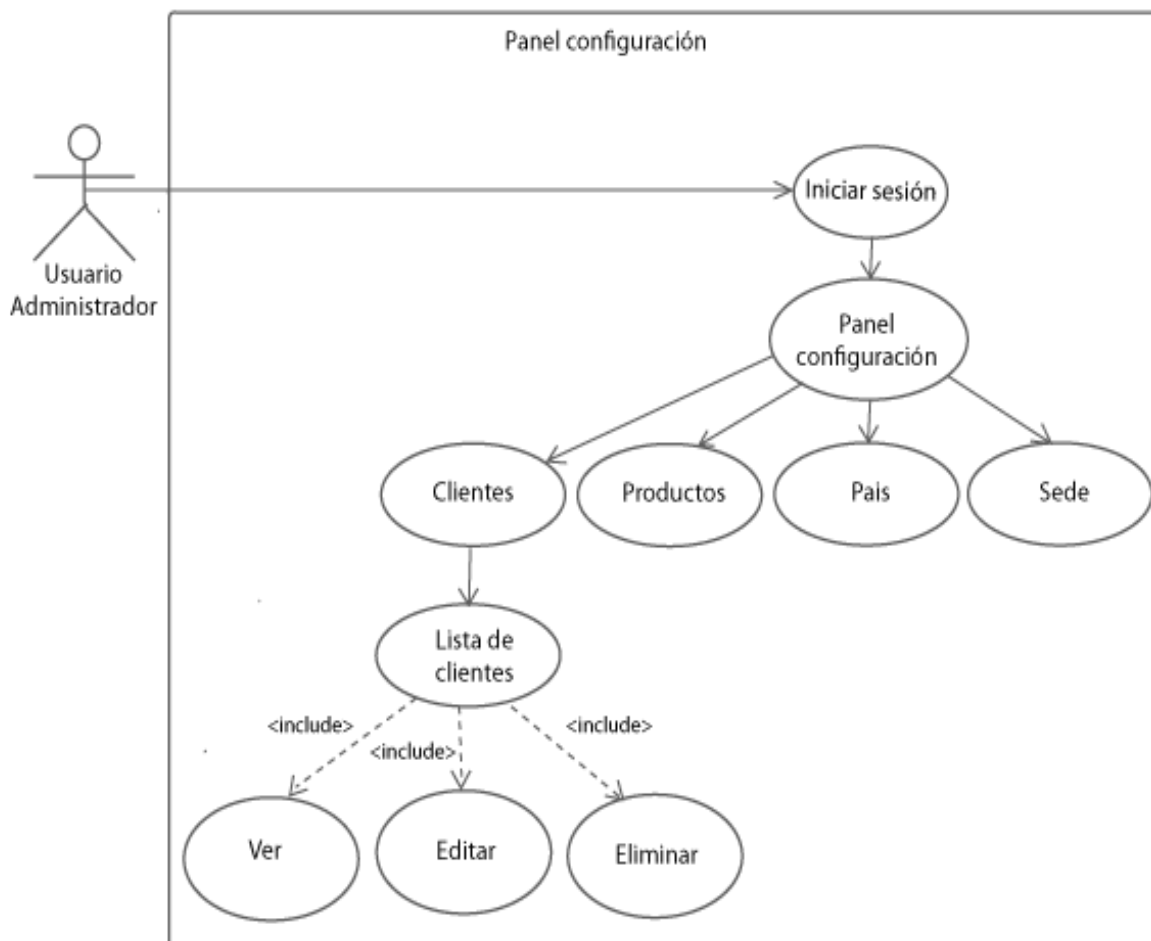 Panel configuración
Iniciar sesión
Usuario
Administrador
Panel
configuración
Clientes
Productos
Pais
Sede
Lista de
clientes
<include>
<include>
<include>
Ver
Editar
Eliminar